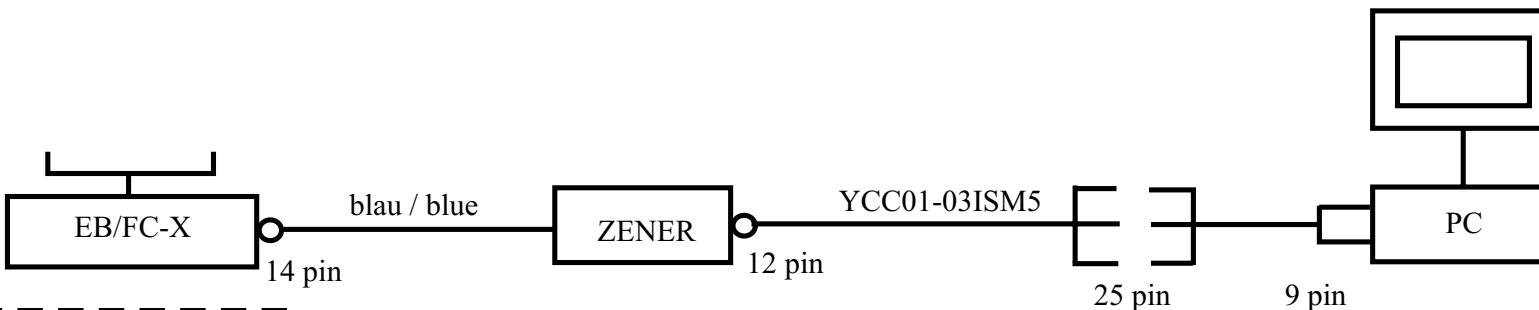 EB/FC-X
14 pin
blau / blue
ZENER
12 pin
YCC01-03ISM5
25 pin
9 pin
PC